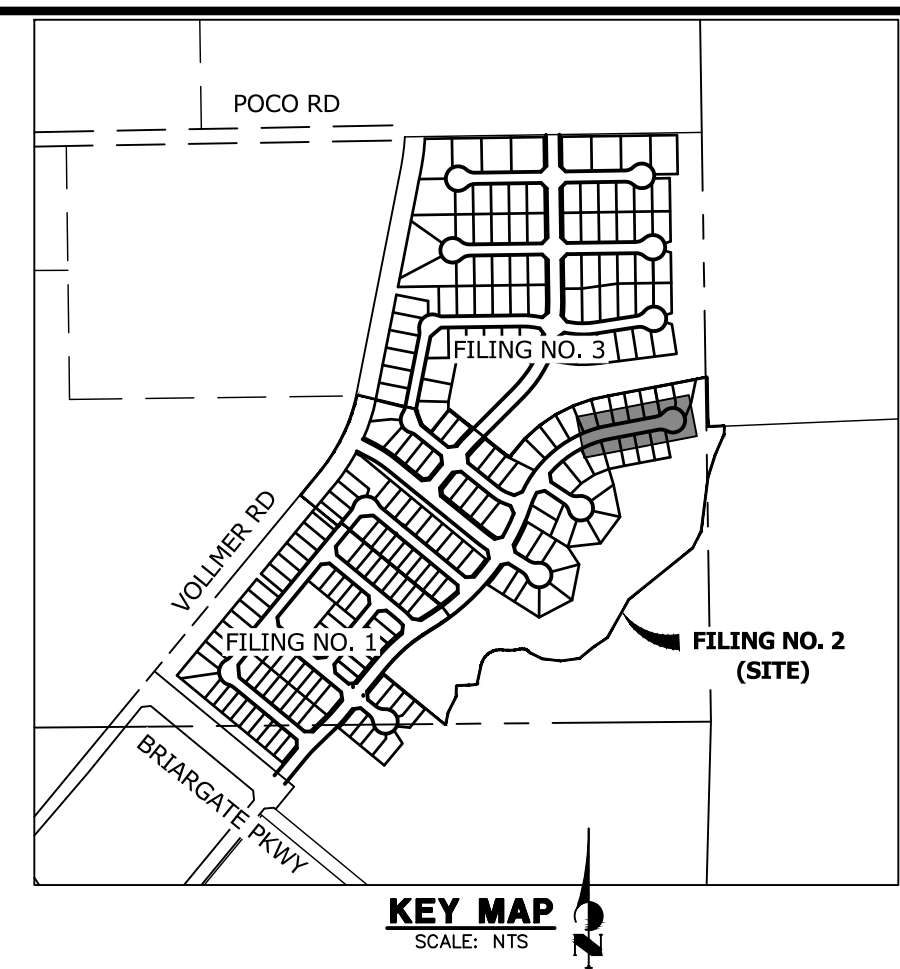 POCO RD
FILING NO. 3
VOLLMER RD
FILING NO. 1
FILING NO. 2
(SITE)
BRIARGATE PKWY
KEY MAP
SCALE: NTS
N